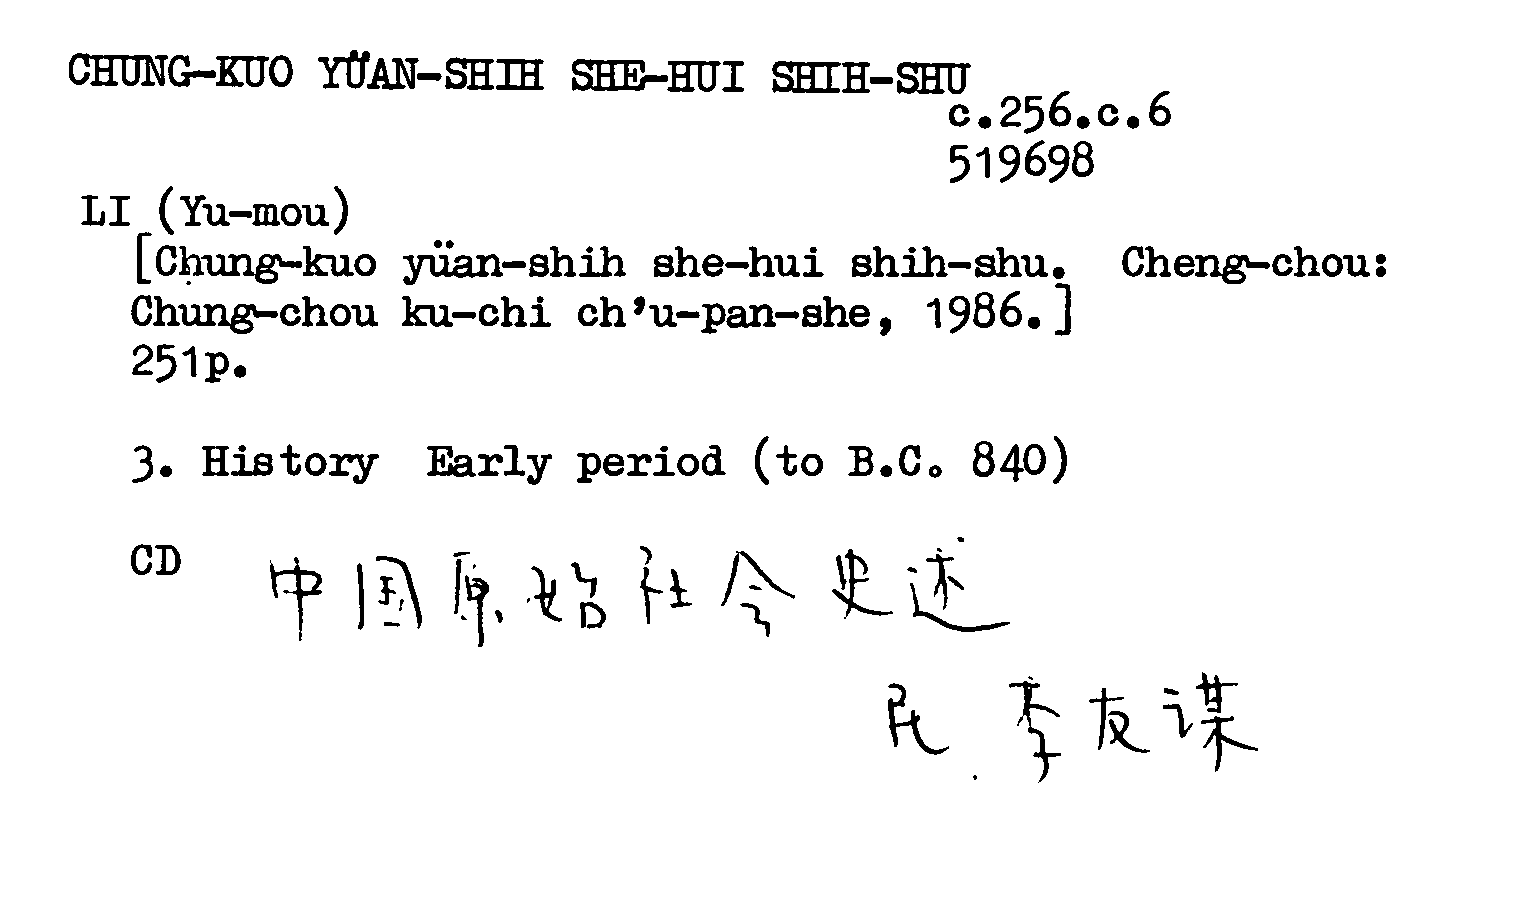 CHUNG-KUO YÜAN-SHIH SHE-HUI SHIH-SHU
c.256.c.6
519698
LI (Yu-mou)
[Chung-kuo yüan-shih she-hui shih-shu. Cheng-chou:
Chung-chou ku-chi ch'u-pan-she, 1986.]
251p.
3. History Early period (to B.C. 840)
CD 中国原始社会史述
民 李友谋